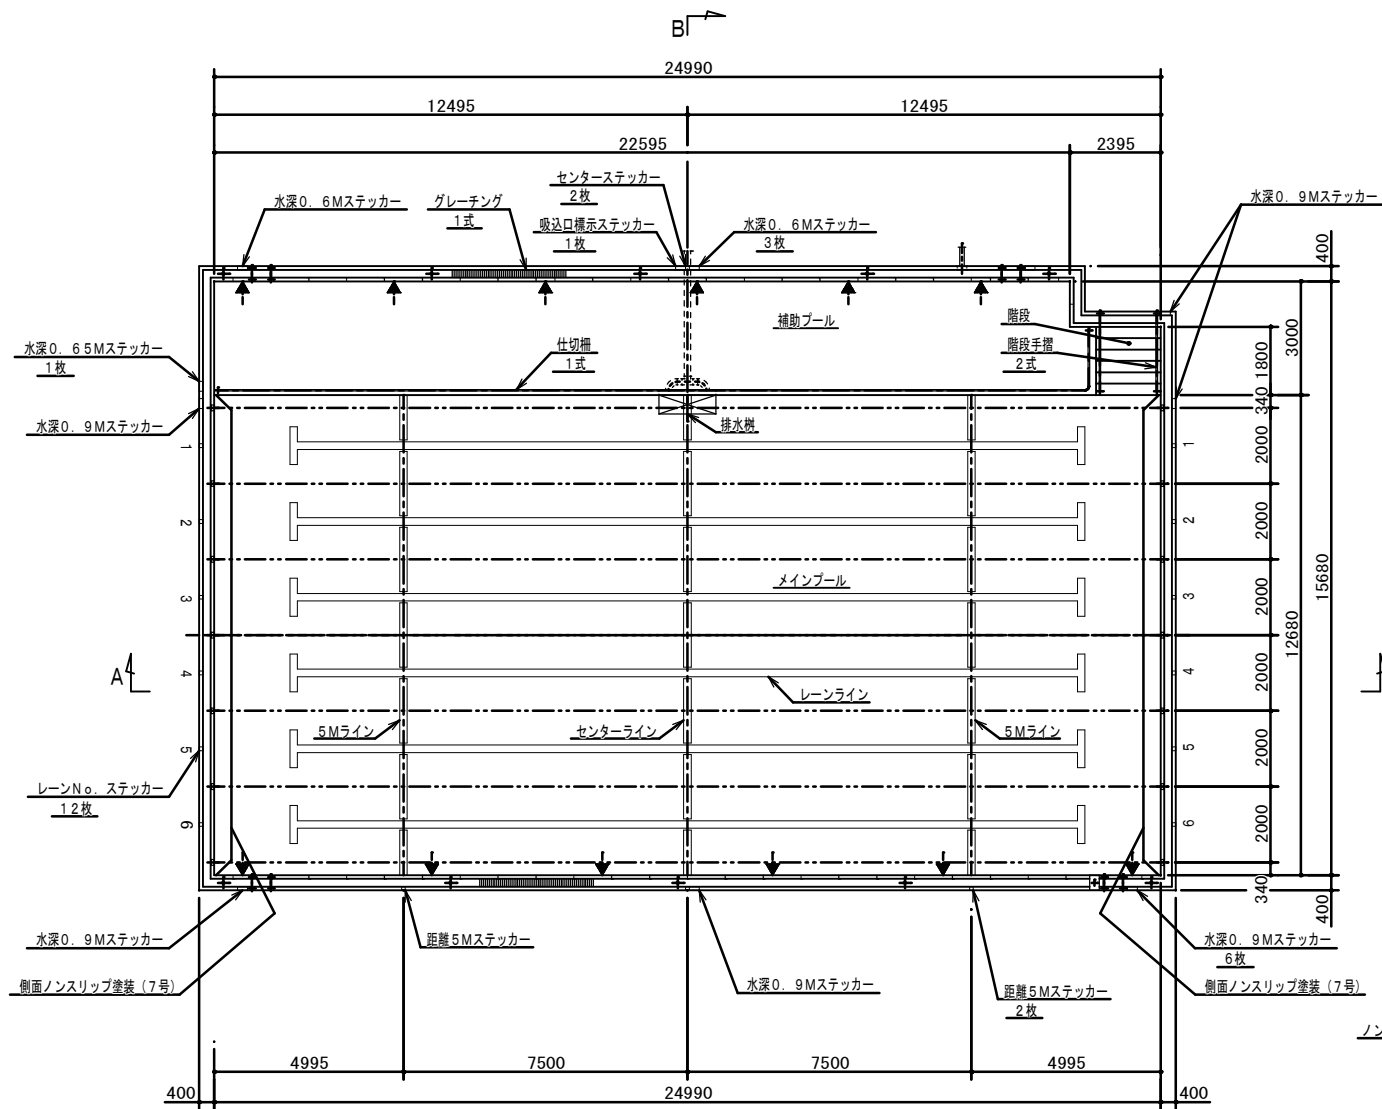 B
24990
12495
12495
22595
2395
センターステッカー
2枚
水深0．6Mステッカー
グレーチング
1式
吸込口標示ステッカー
1枚
水深0．6Mステッカー
3枚
水深0．9Mステッカー
400
補助プール
階段
階段手摺
2式
3000
1800
340
水深0．65Mステッカー
1枚
仕切柵
1式
水深0．9Mステッカー
排水桝
1
1
2000
2
2
2000
メインプール
3
3
2000
15680
12680
A
4
4
2000
レーンライン
5Mライン
センターライン
5Mライン
5
5
2000
レーンNo．ステッカー
12枚
6
6
2000
340
400
水深0．9Mステッカー
距離5Mステッカー
水深0．9Mステッカー
6枚
側面ノンスリップ塗装（7号）
水深0．9Mステッカー
距離5Mステッカー
2枚
側面ノンスリップ塗装（7号）
4995
7500
7500
4995
400
24990
400